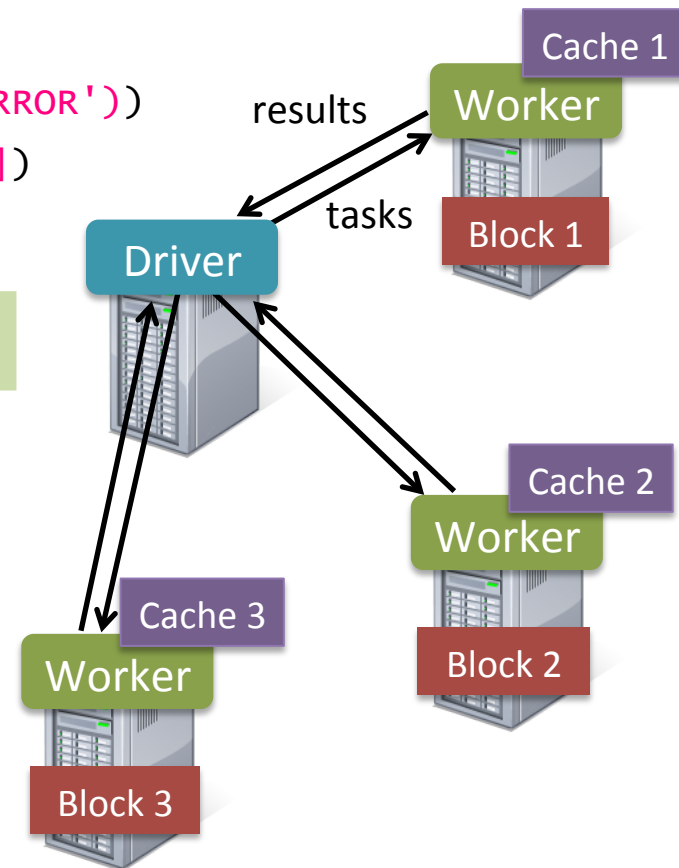 RROR'))
])
Cache 1
Worker
results
tasks
Block 1
Driver
Cache 2
Worker
Block 2
Cache 3
Worker
Block 3